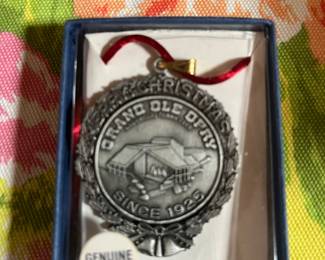 CHRISTMAS
GRAND OLE OPRY
SINCE 1925
GENUINE